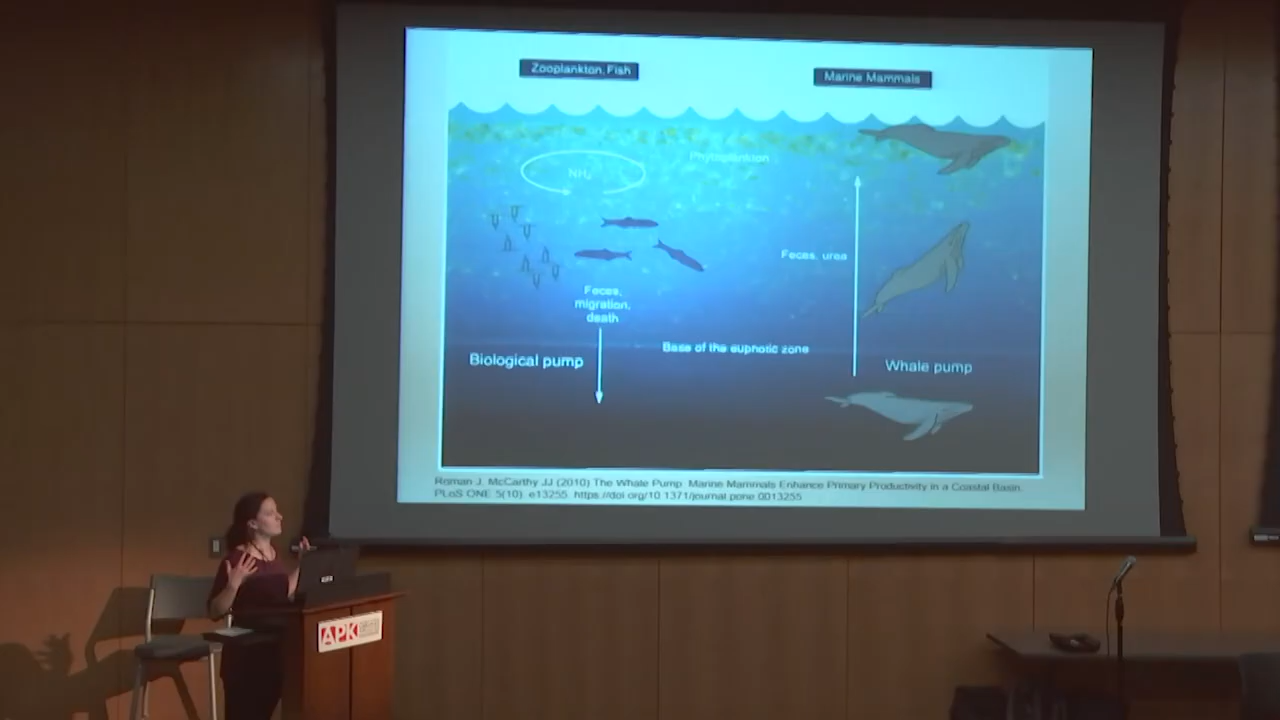 Zooplankton, Fish
Marine Mammals
Phytoplankton
NH₄
Feces, urea
Feces,
migration,
death
Base of the euphotic zone
Biological pump
Whale pump
Roman J, McCarthy JJ (2010) The Whale Pump: Marine Mammals Enhance Primary Productivity in a Coastal Basin.
PLoS ONE 5(10): e13255. https://doi.org/10.1371/journal.pone.0013255
APK